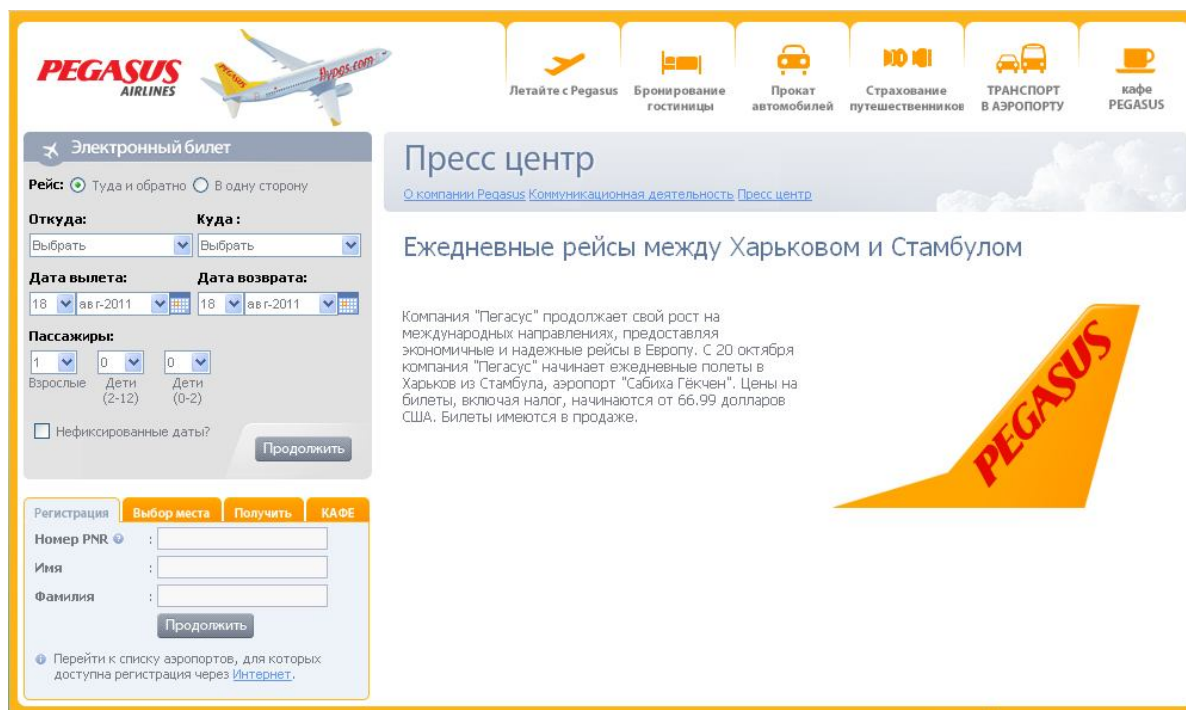 PEGASUS
AIRLINES
PEGASUS
flypgs.com
Летайте с Pegasus
Бронирование
гостиницы
Прокат
автомобилей
Страхование
путешественников
ТРАНСПОРТ
В АЭРОПОРТУ
кафе
PEGASUS
Электронный билет
Рейс: Туда и обратно В одну сторону
Откуда: Куда :
Выбрать Выбрать
Дата вылета: Дата возврата:
18 авг-2011 18 авг-2011
Пассажиры:
1 0 0
Взрослые Дети Дети
(2-12) (0-2)
Нефиксированные даты?
Продолжить
Регистрация Выбор места Получить КАФЕ
Номер PNR :
Имя :
Фамилия :
Продолжить
Перейти к списку аэропортов, для которых
доступна регистрация через Интернет.
Пресс центр
О компании Pegasus Коммуникационная деятельность Пресс центр
Ежедневные рейсы между Харьковом и Стамбулом
Компания "Пегасус" продолжает свой рост на
международных направлениях, предоставляя
экономичные и надежные рейсы в Европу. С 20 октября
компания "Пегасус" начинает ежедневные полеты в
Харьков из Стамбула, аэропорт "Сабиха Гёкчен". Цены на
билеты, включая налог, начинаются от 66.99 долларов
США. Билеты имеются в продаже.
PEGASUS